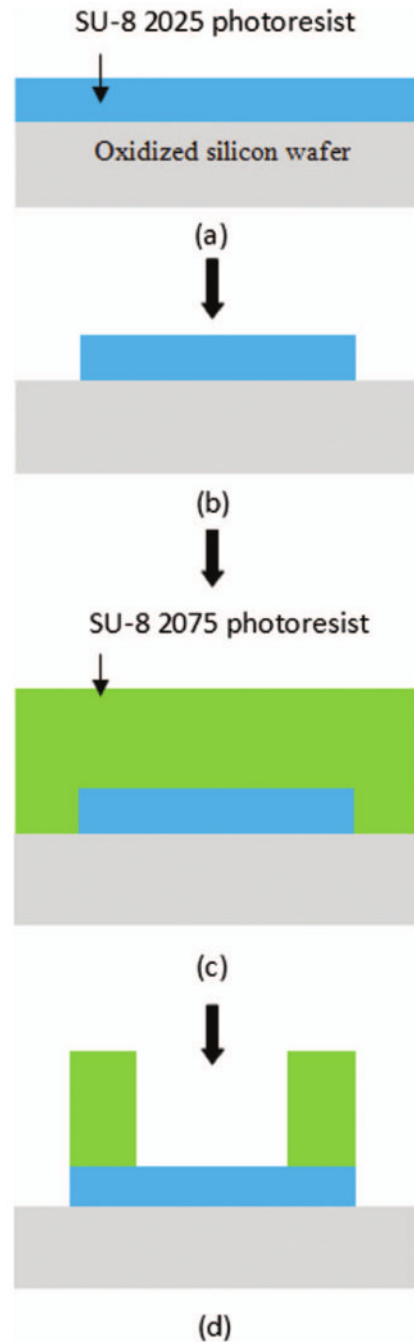 SU-8 2025 photoresist
Oxidized silicon wafer
(a)
(b)
SU-8 2075 photoresist
(c)
(d)